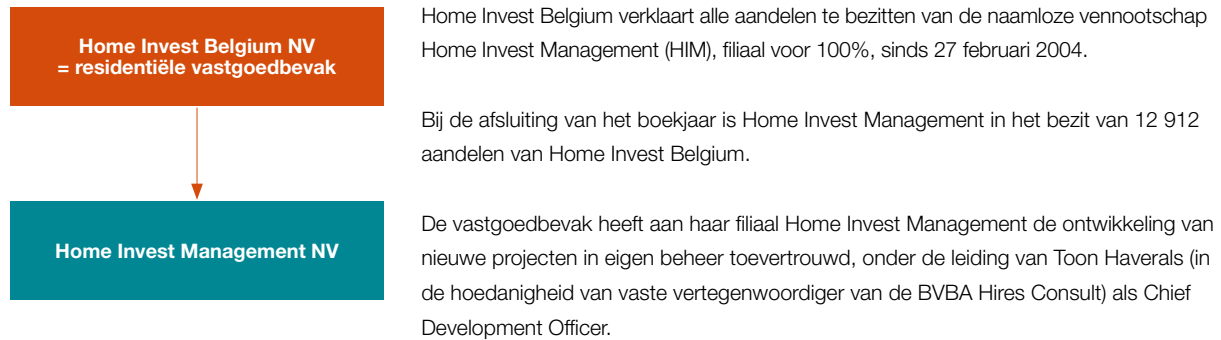 Home Invest Belgium NV
= residentiële vastgoedbevak
Home Invest Management NV
Home Invest Belgium verklaart alle aandelen te bezitten van de naamloze vennootschap
Home Invest Management (HIM), filiaal voor 100%, sinds 27 februari 2004.
Bij de afsluiting van het boekjaar is Home Invest Management in het bezit van 12 912
aandelen van Home Invest Belgium.
De vastgoedbevak heeft aan haar filiaal Home Invest Management de ontwikkeling van
nieuwe projecten in eigen beheer toevertrouwd, onder de leiding van Toon Haverals (in
de hoedanigheid van vaste vertegenwoordiger van de BVBA Hires Consult) als Chief
Development Officer.